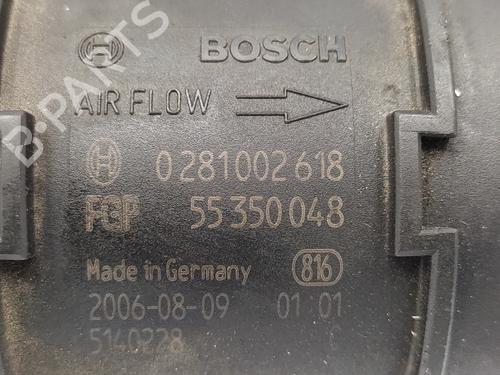 BOSCH
AIR FLOW
0 281 002 618
FGP 55 350 048
Made in Germany 816
2006-08-09 01 01
5140228 C
B-PARTS